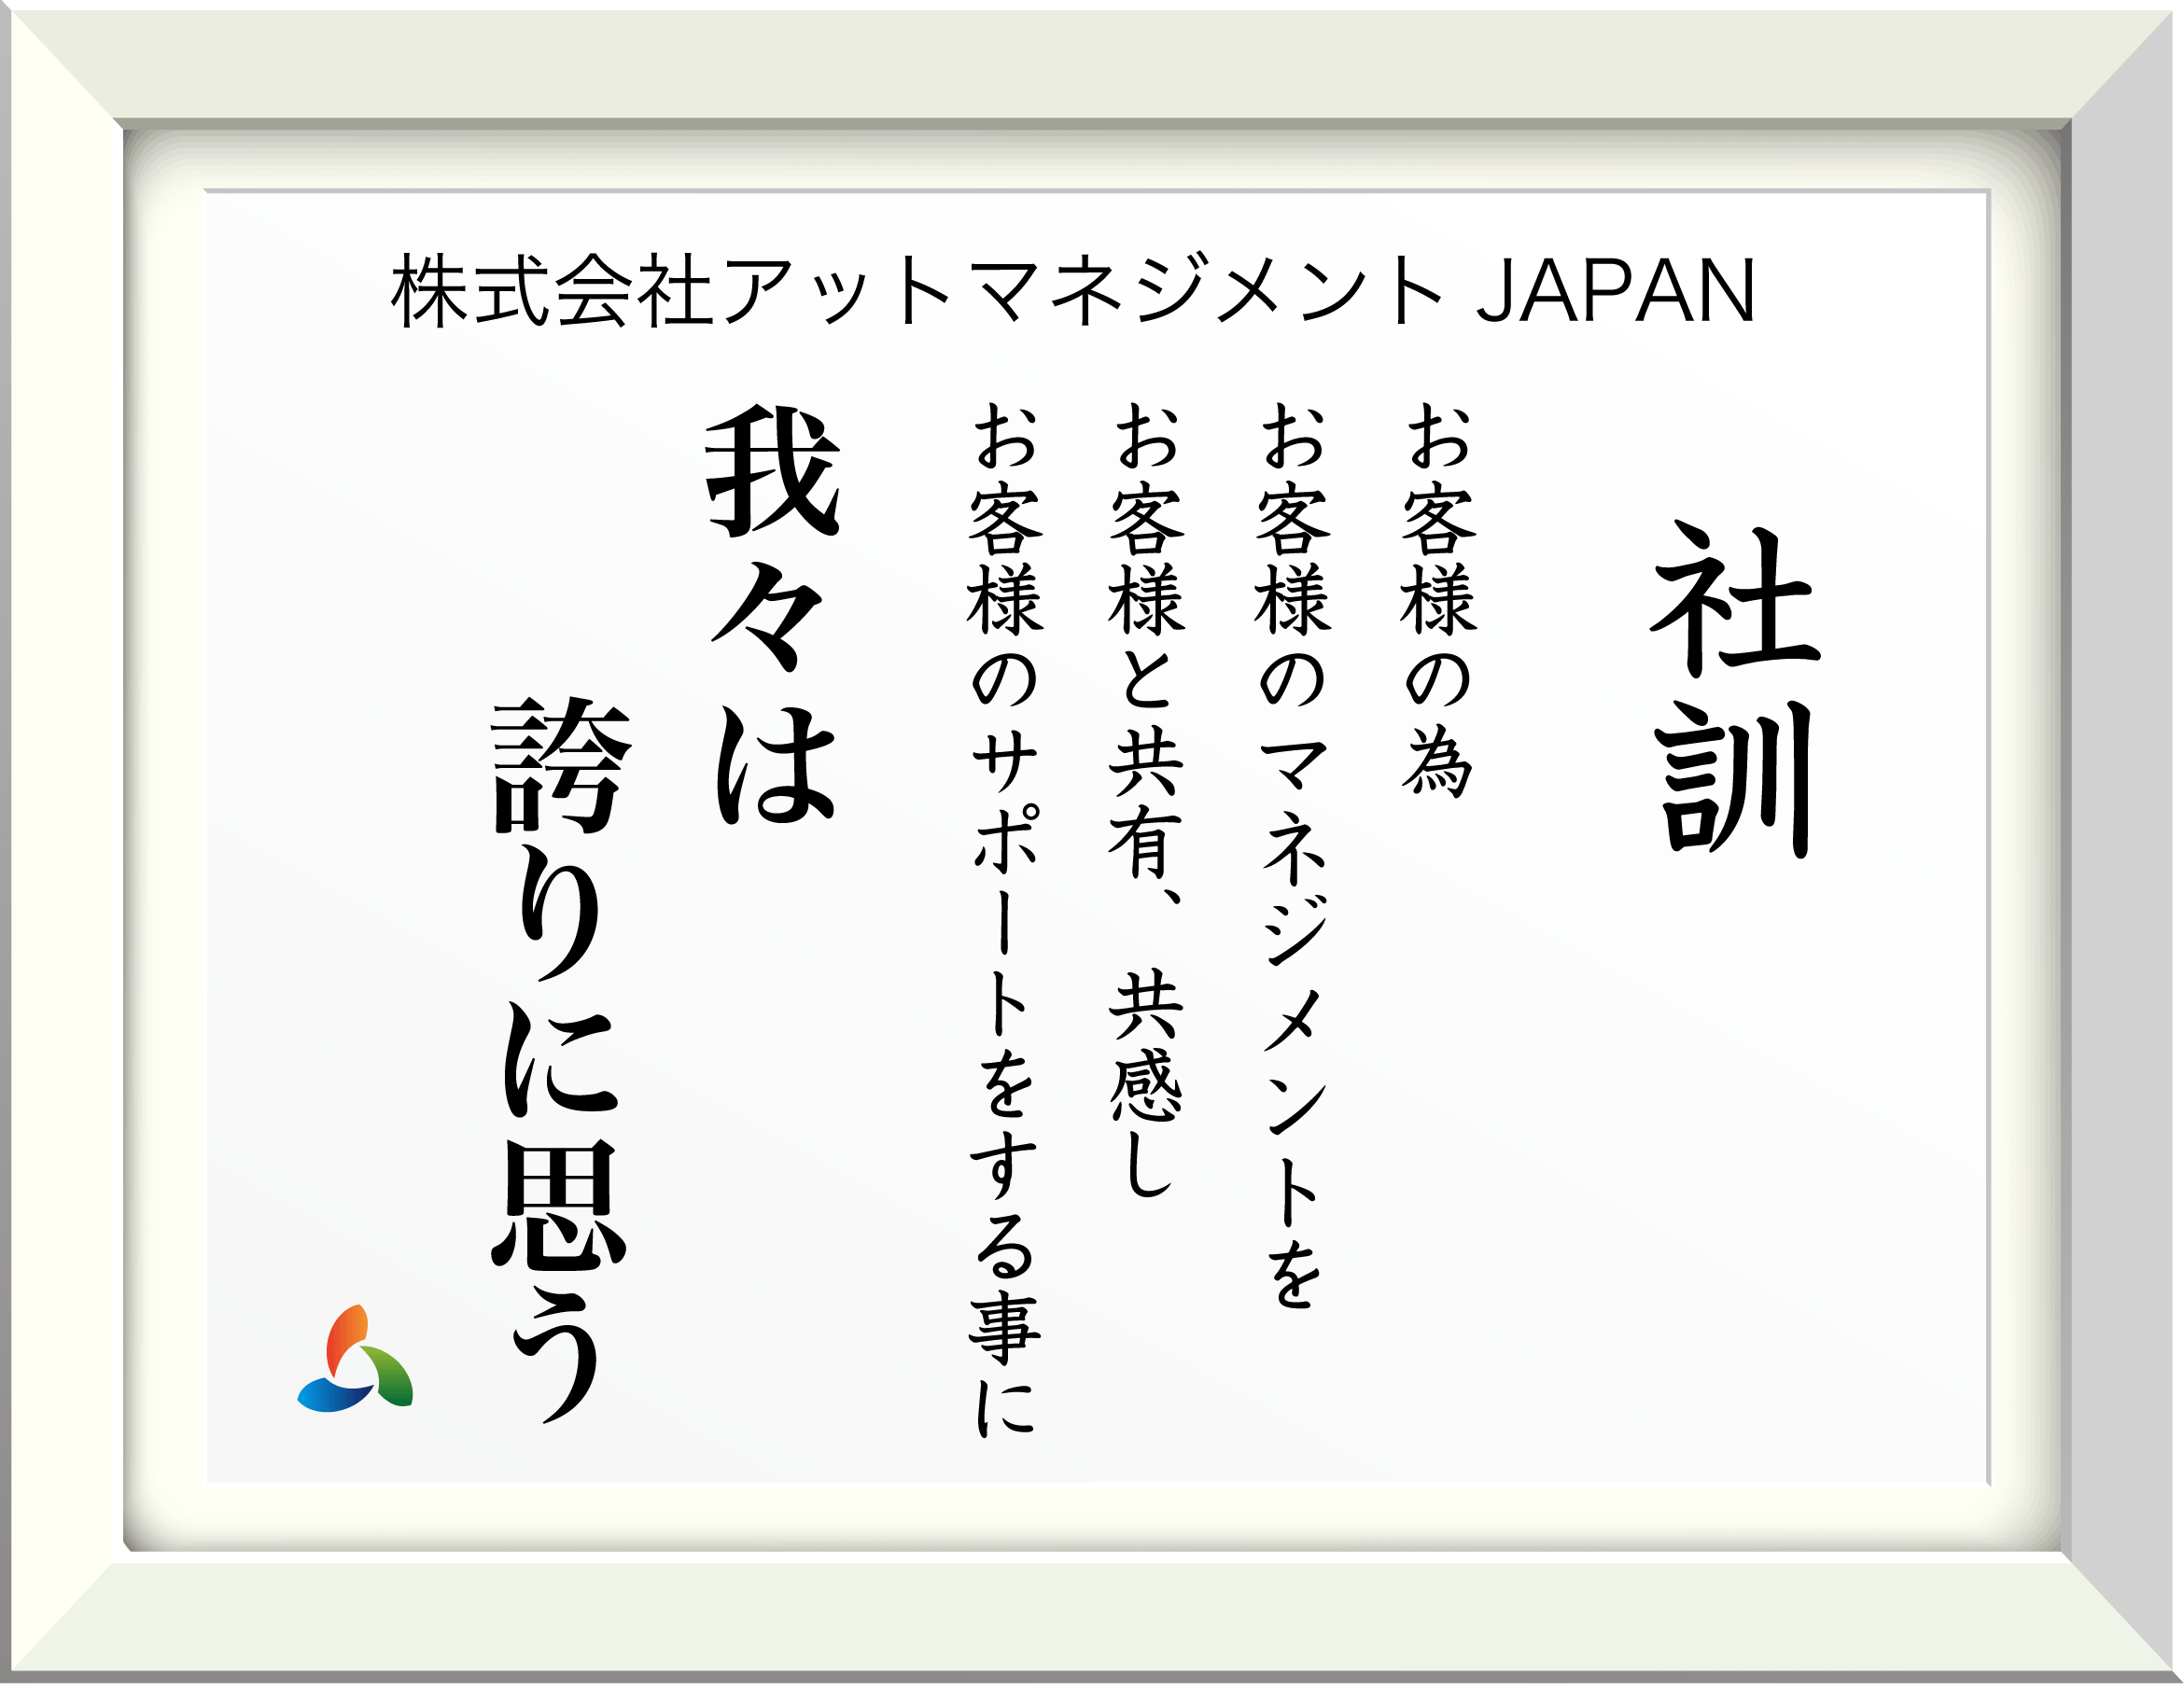 株式会社アットマネジメント JAPAN
社訓
お客様の為
お客様のマネジメントを
お客様と共有、共感し
お客様のサポートをする事に
我々は
誇りに思う